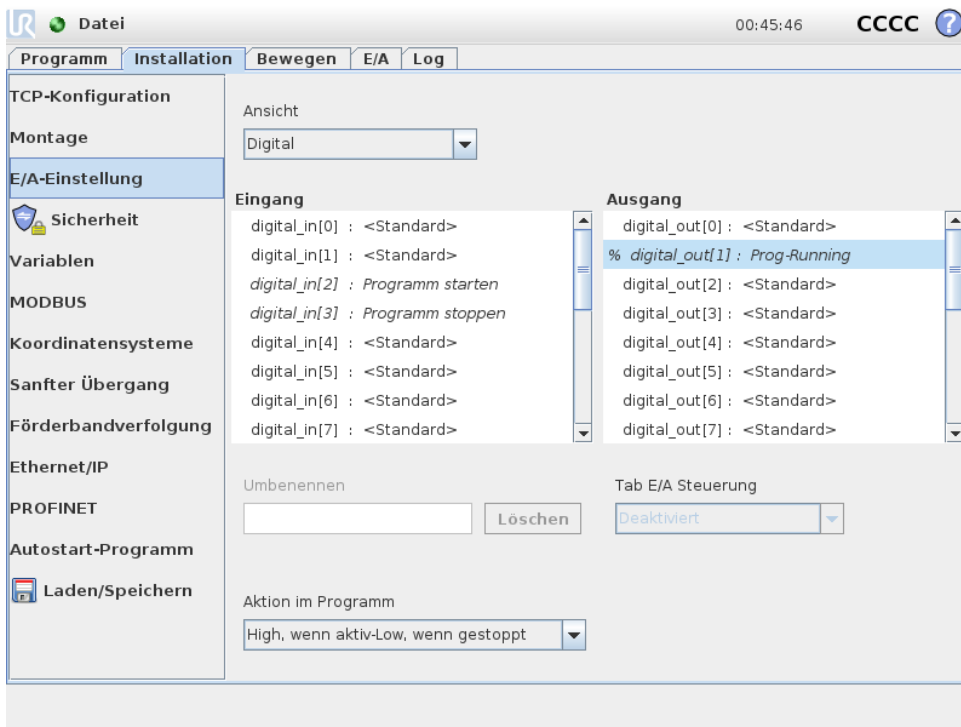 UR Datei 00:45:46 CCCC ?
Programm Installation Bewegen E/A Log
TCP-Konfiguration
Montage
E/A-Einstellung
Sicherheit
Variablen
MODBUS
Koordinatensysteme
Sanfter Übergang
Förderbandverfolgung
Ethernet/IP
PROFINET
Autostart-Programm
Laden/Speichern
Ansicht
Digital
Eingang
digital_in[0] : <Standard>
digital_in[1] : <Standard>
digital_in[2] : Programm starten
digital_in[3] : Programm stoppen
digital_in[4] : <Standard>
digital_in[5] : <Standard>
digital_in[6] : <Standard>
digital_in[7] : <Standard>
Ausgang
digital_out[0] : <Standard>
% digital_out[1] : Prog-Running
digital_out[2] : <Standard>
digital_out[3] : <Standard>
digital_out[4] : <Standard>
digital_out[5] : <Standard>
digital_out[6] : <Standard>
digital_out[7] : <Standard>
Umbenennen
Löschen
Tab E/A Steuerung
Deaktiviert
Aktion im Programm
High, wenn aktiv-Low, wenn gestoppt